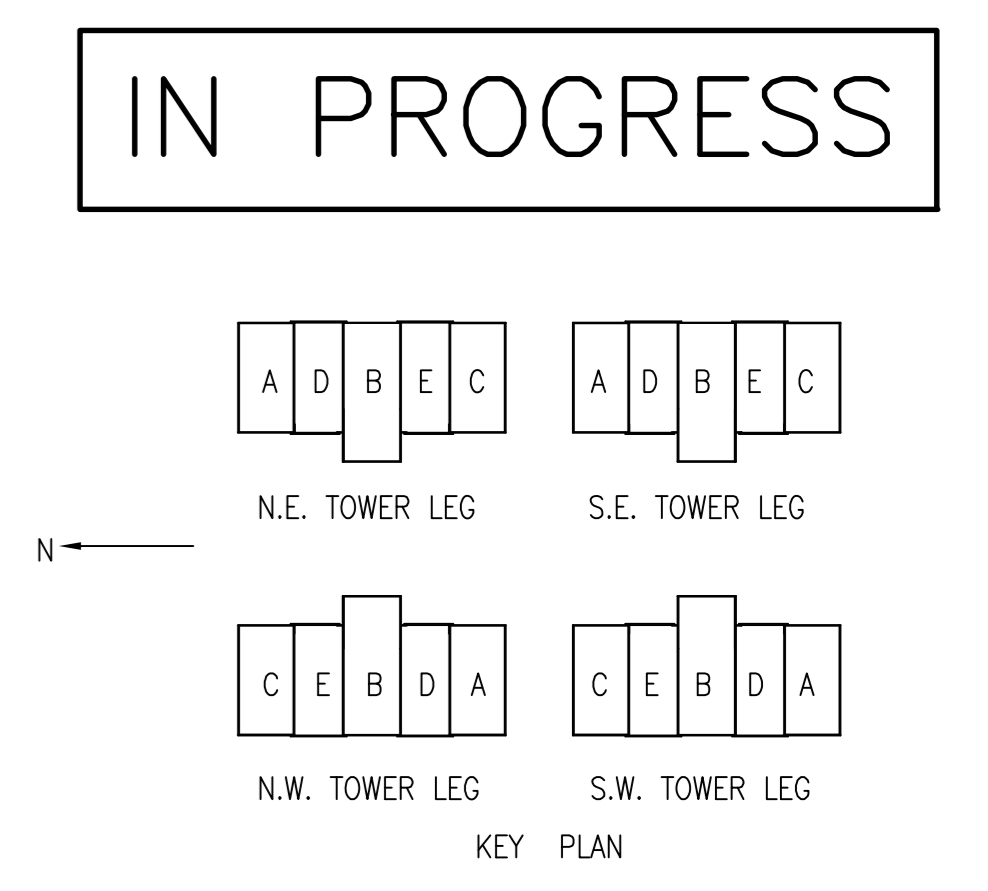 IN PROGRESS
A D B E C
A D B E C
N.E. TOWER LEG
S.E. TOWER LEG
N
C E B D A
C E B D A
N.W. TOWER LEG
S.W. TOWER LEG
KEY PLAN